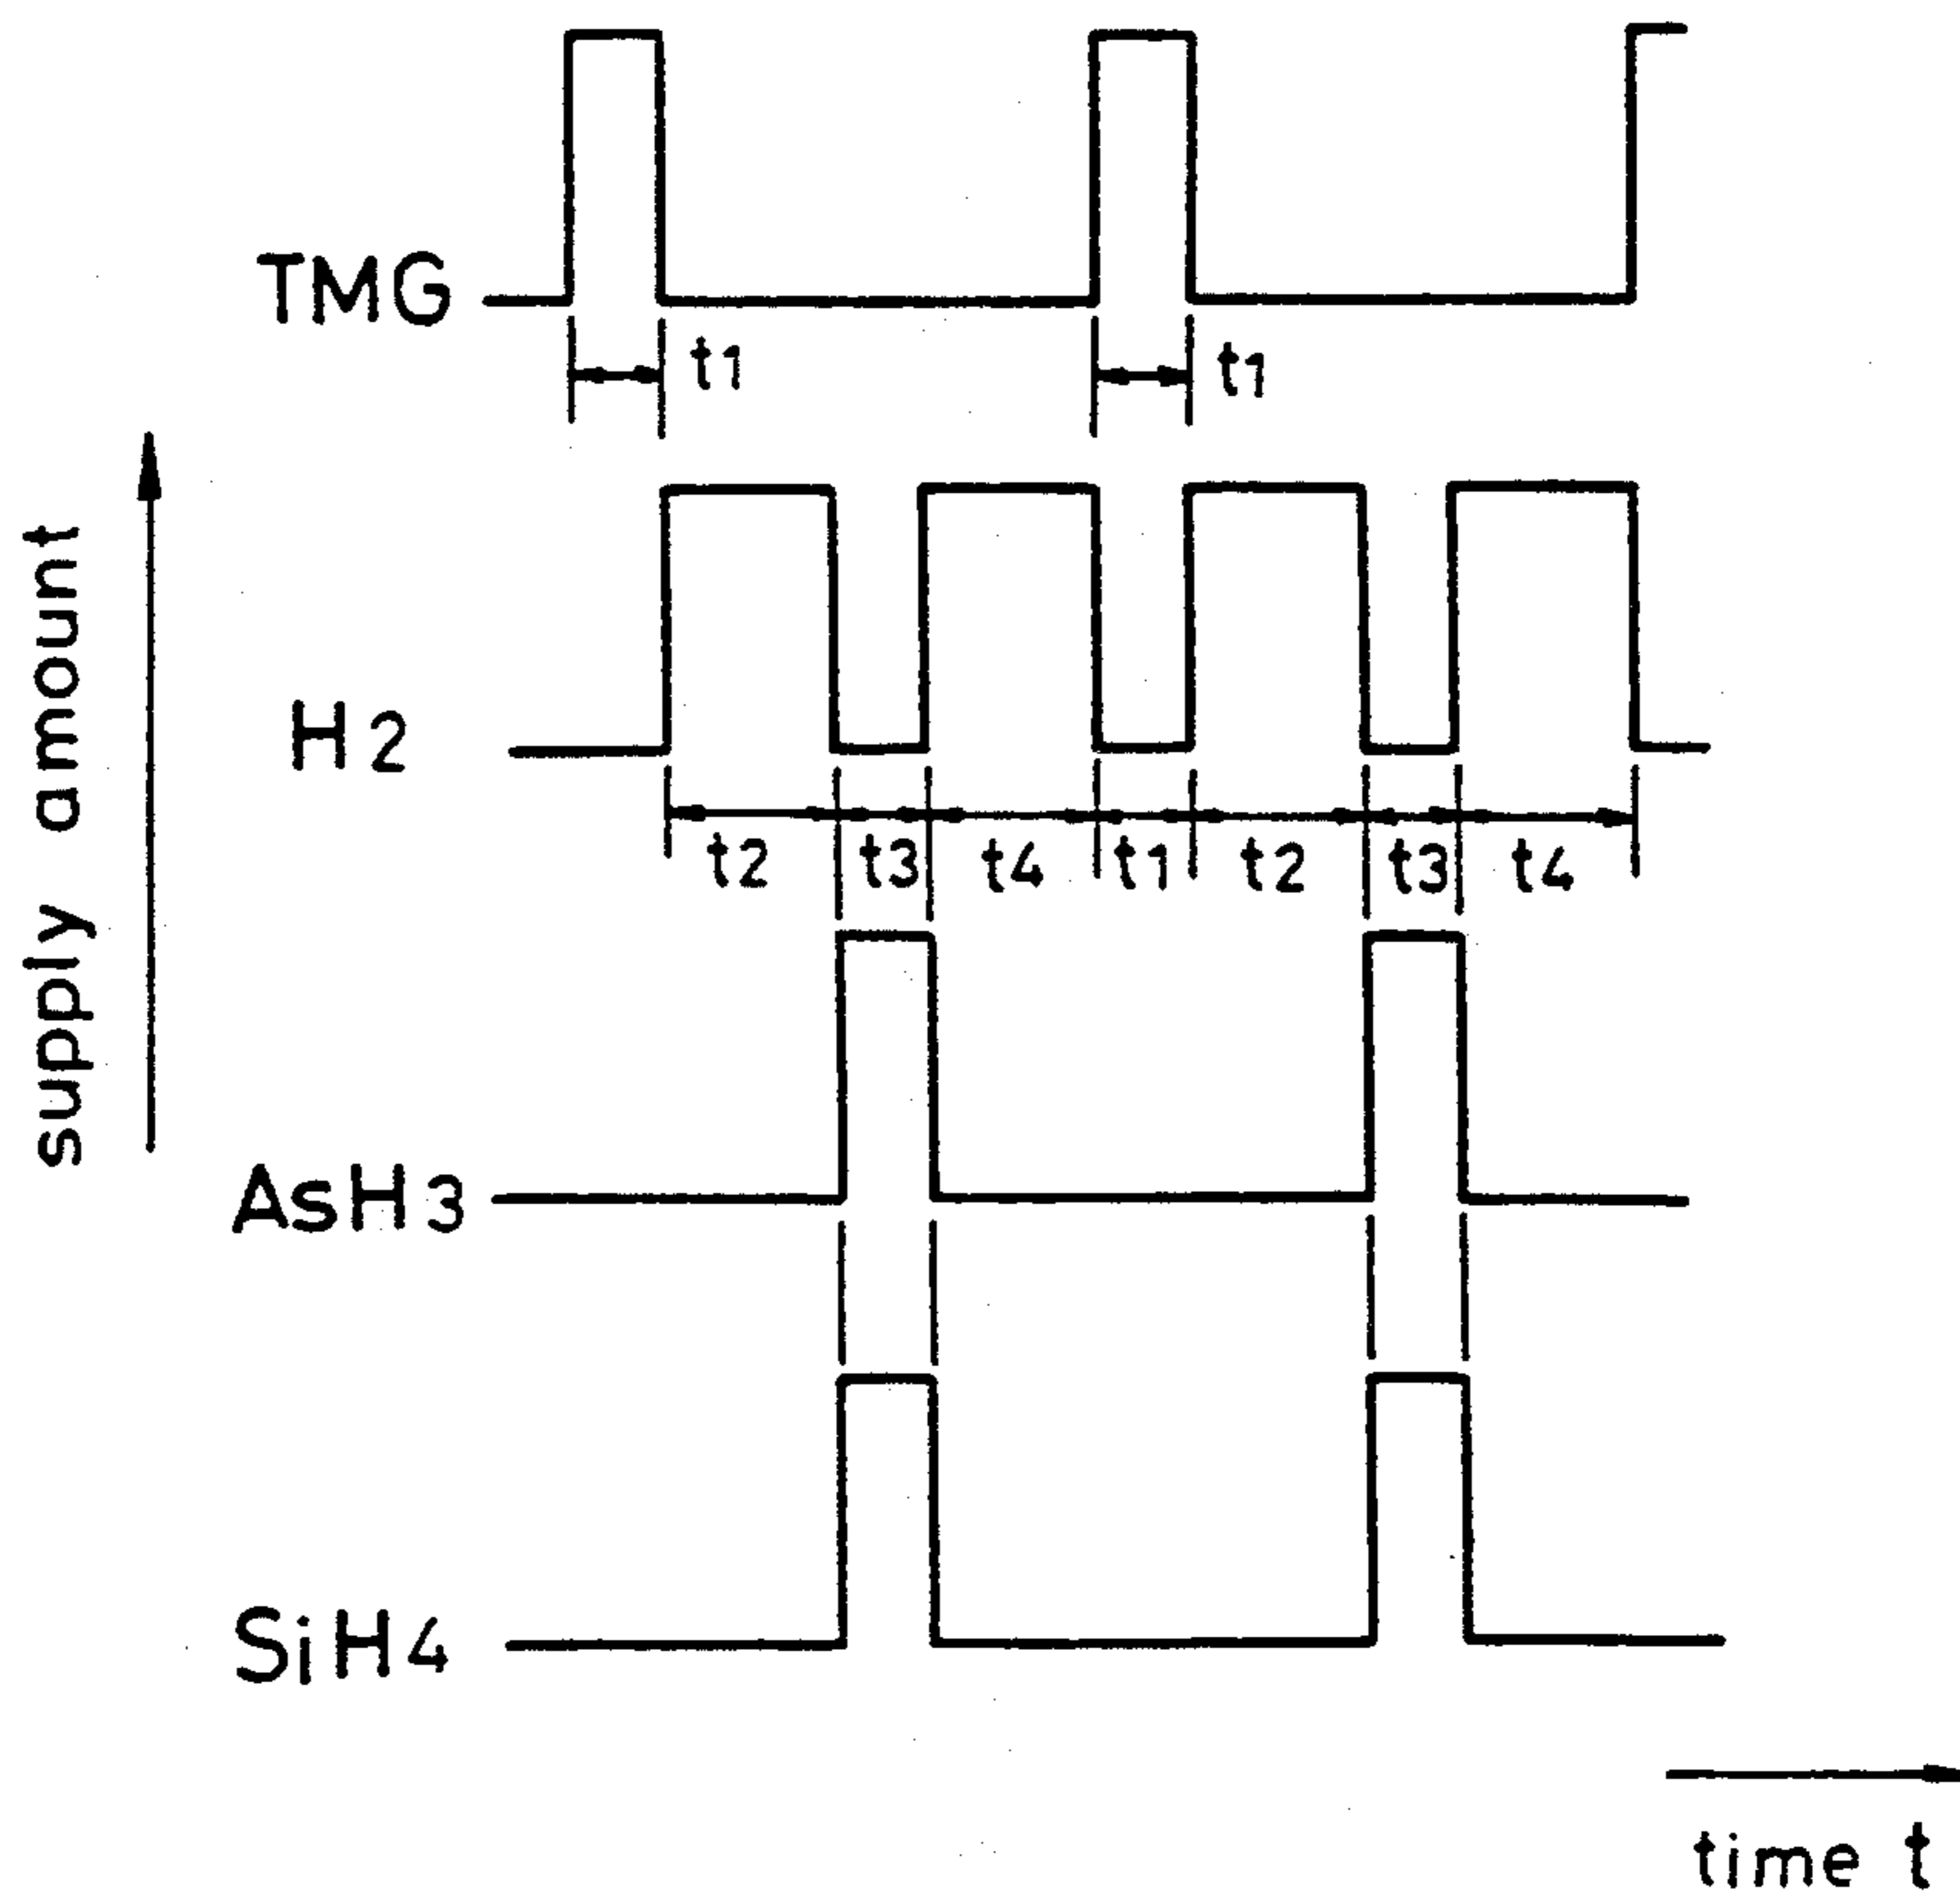 TMG
t1 t1
supply amount
H2
t2 t3 t4 t1 t2 t3 t4
AsH3
SiH4
time t